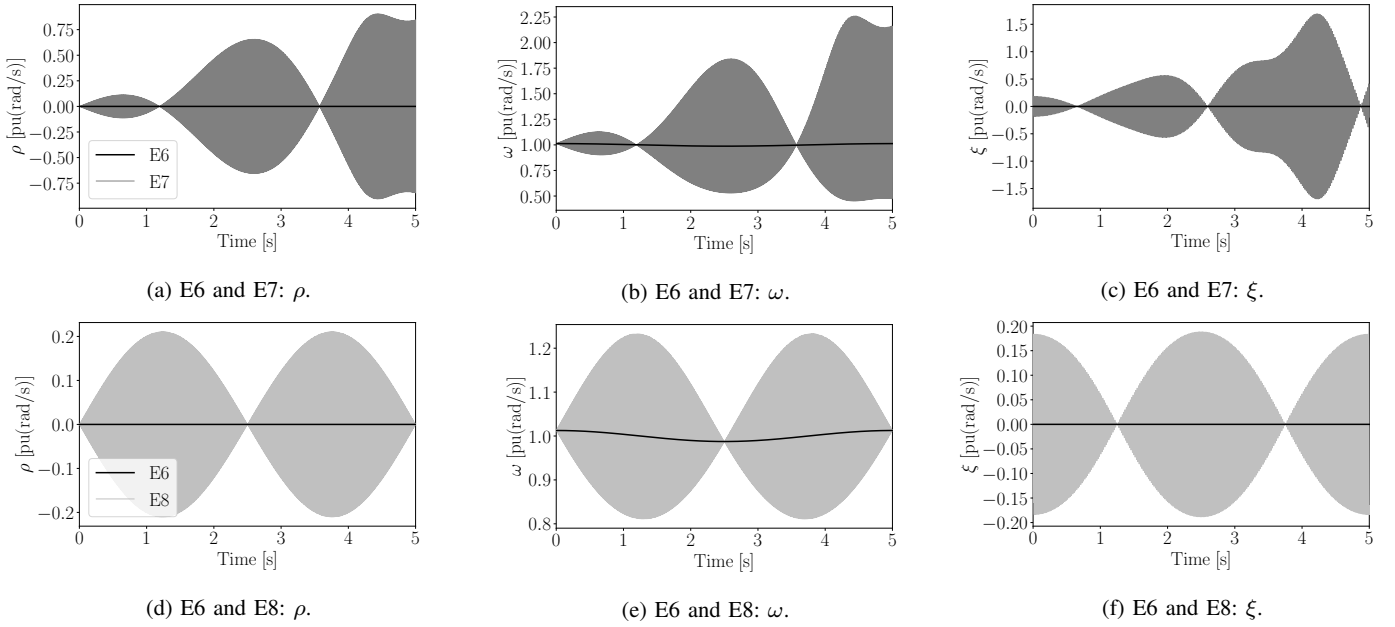 0.75
0.50
0.25
0.00
−0.25
−0.50
−0.75
ρ [pu(rad/s)]
E6
E7
0 1 2 3 4 5
Time [s]
(a) E6 and E7: ρ.
2.25
2.00
1.75
1.50
1.25
1.00
0.75
0.50
ω [pu(rad/s)]
0 1 2 3 4 5
Time [s]
(b) E6 and E7: ω.
1.5
1.0
0.5
0.0
−0.5
−1.0
−1.5
ξ [pu(rad/s)]
0 1 2 3 4 5
Time [s]
(c) E6 and E7: ξ.
0.2
0.1
0.0
−0.1
−0.2
ρ [pu(rad/s)]
E6
E8
0 1 2 3 4 5
Time [s]
(d) E6 and E8: ρ.
1.2
1.1
1.0
0.9
0.8
ω [pu(rad/s)]
0 1 2 3 4 5
Time [s]
(e) E6 and E8: ω.
0.20
0.15
0.10
0.05
0.00
−0.05
−0.10
−0.15
−0.20
ξ [pu(rad/s)]
0 1 2 3 4 5
Time [s]
(f) E6 and E8: ξ.